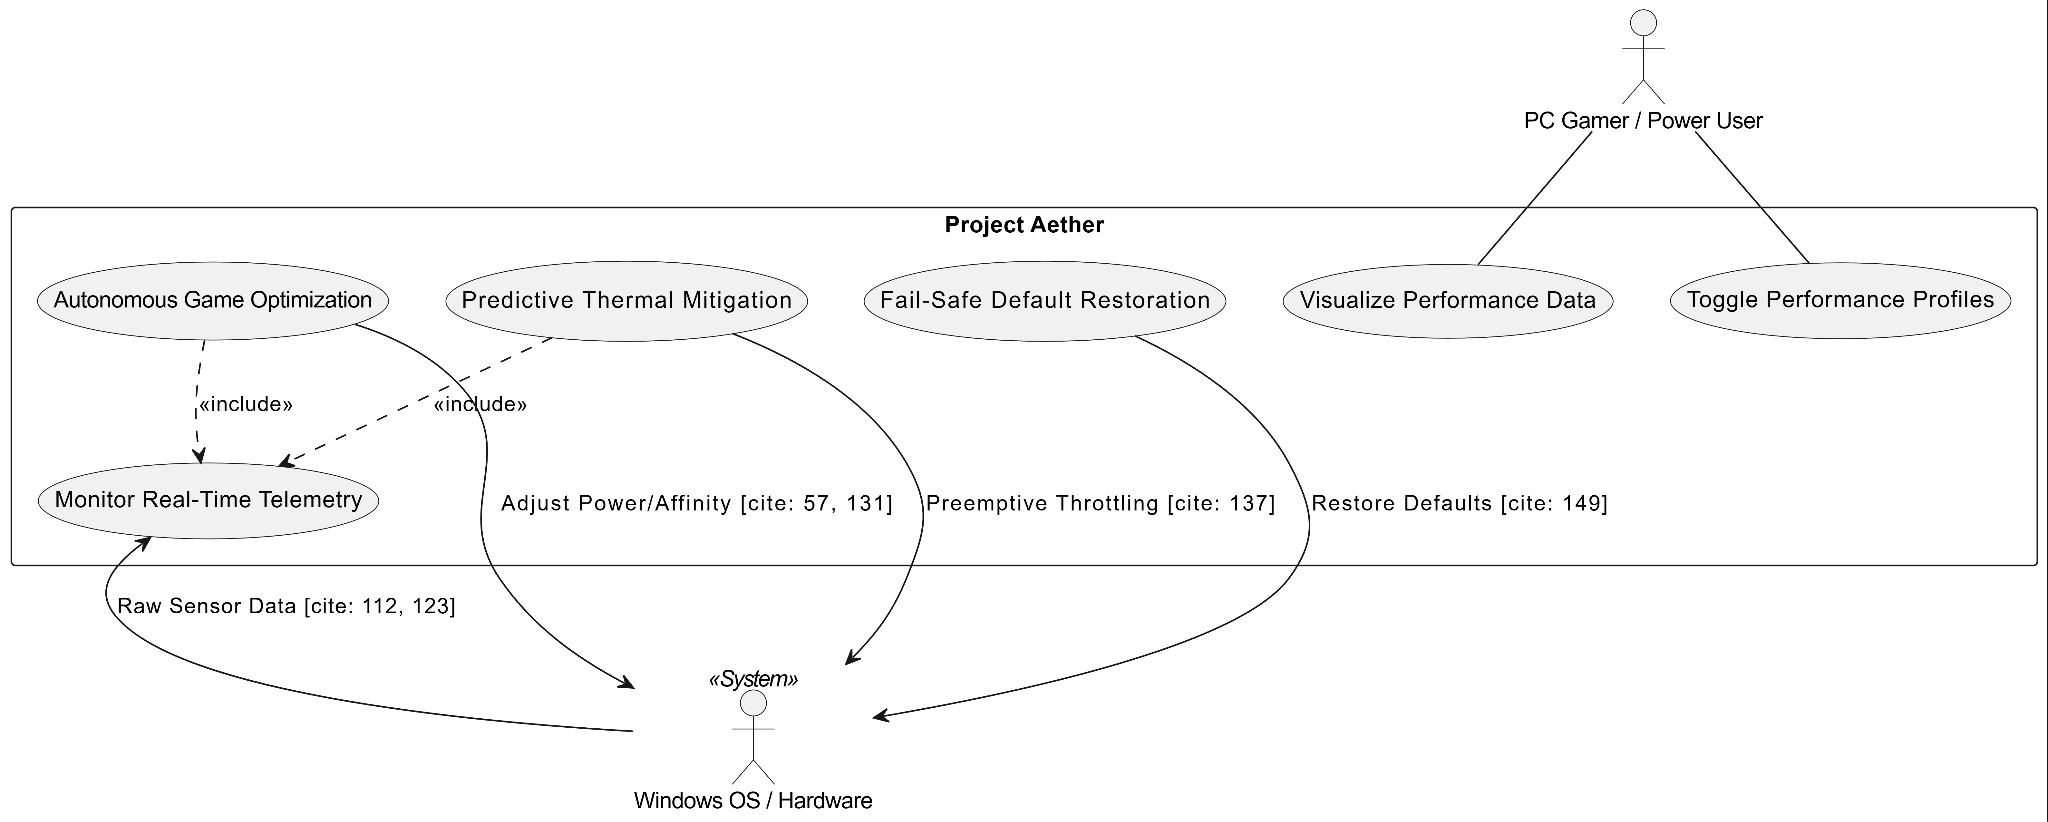 PC Gamer / Power User
Project Aether
Autonomous Game Optimization
Predictive Thermal Mitigation
Fail-Safe Default Restoration
Visualize Performance Data
Toggle Performance Profiles
«include»
«include»
Monitor Real-Time Telemetry
Adjust Power/Affinity [cite: 57, 131]
Preemptive Throttling [cite: 137]
Restore Defaults [cite: 149]
Raw Sensor Data [cite: 112, 123]
«System»
Windows OS / Hardware